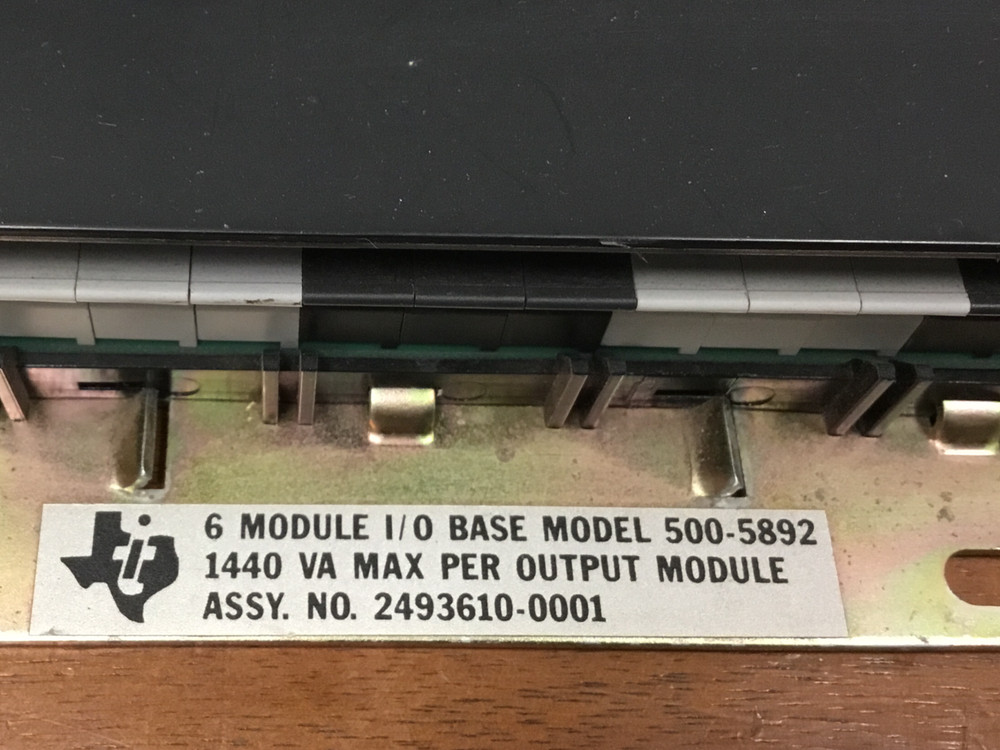 6 MODULE I/O BASE MODEL 500-5892
1440 VA MAX PER OUTPUT MODULE
ASSY. NO. 2493610-0001